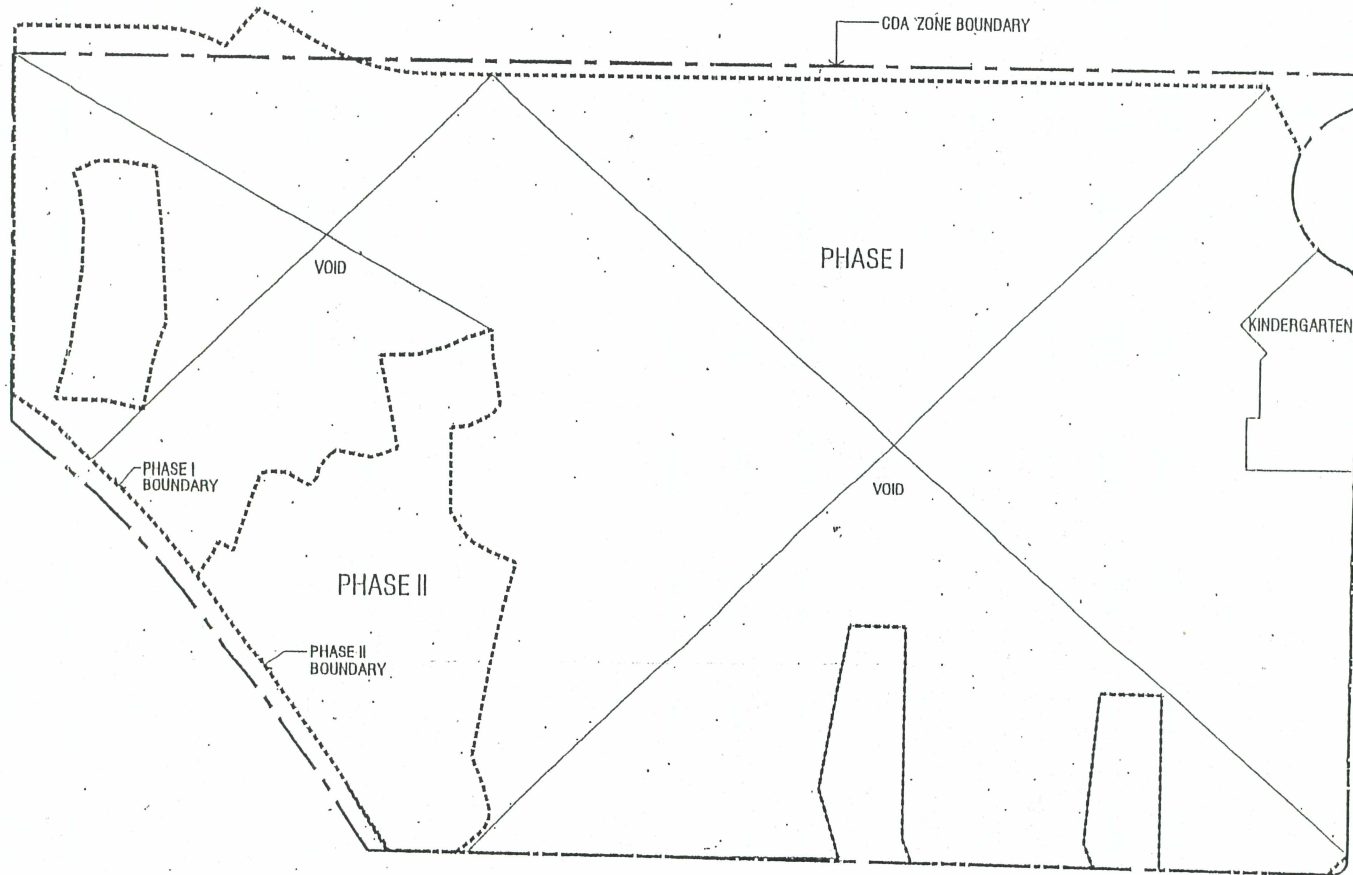 CDA ZONE BOUNDARY
PHASE I
VOID
KINDERGARTEN
PHASE I
BOUNDARY
VOID
PHASE II
PHASE II
BOUNDARY